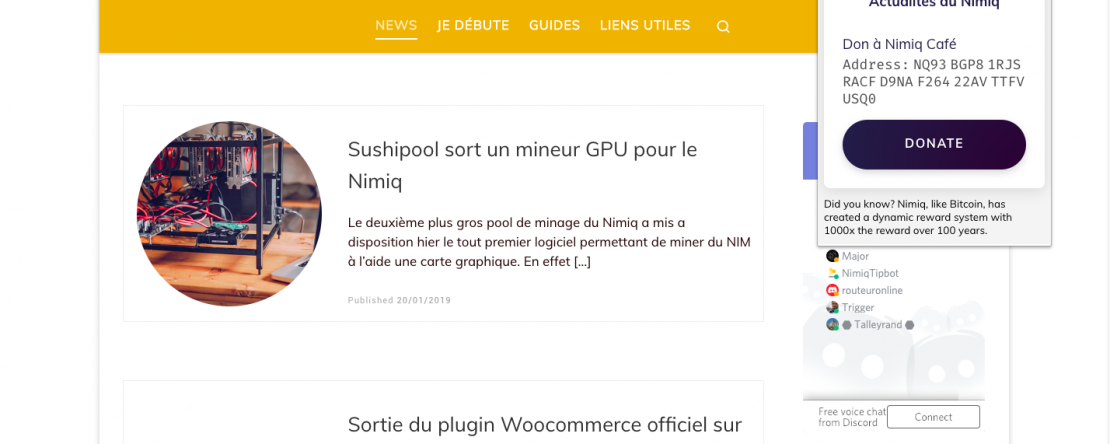 NEWS JE DÉBUTE GUIDES LIENS UTILES
Actualités du Nimiq
Don à Nimiq Café
Address: NQ93 BGP8 1RJS
RACF D9NA F264 22AV TTFV
USQ0
DONATE
Did you know? Nimiq, like Bitcoin, has
created a dynamic reward system with
1000x the reward over 100 years.
Sushipool sort un mineur GPU pour le
Nimiq
Le deuxième plus gros pool de minage du Nimiq a mis a
disposition hier le tout premier logiciel permettant de miner du NIM
à l'aide une carte graphique. En effet [...]
Published 20/01/2019
Major
NimiqTipbot
routeuronline
Trigger
Talleyrand
Free voice chat
from Discord
Connect
Sortie du plugin Woocommerce officiel sur